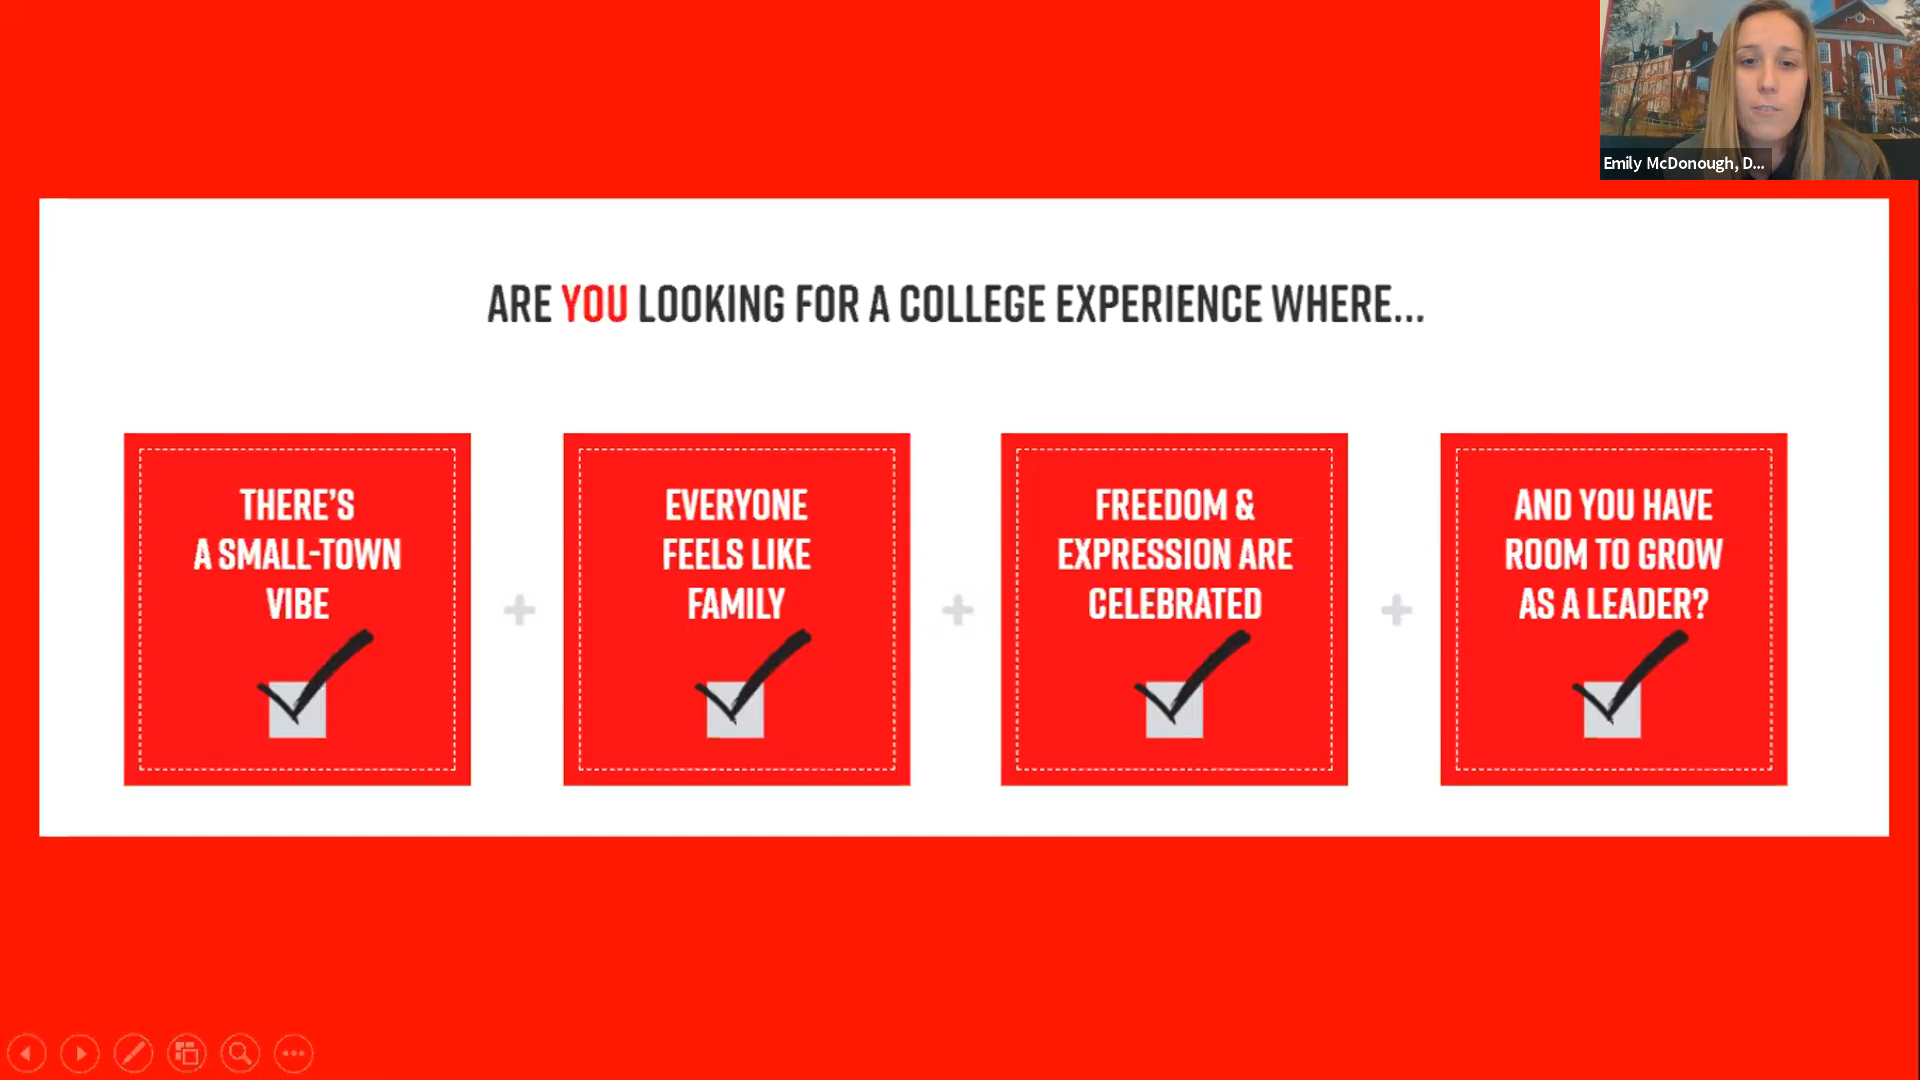 Emily McDonough, D...
ARE YOU LOOKING FOR A COLLEGE EXPERIENCE WHERE...
THERE'S
A SMALL-TOWN
VIBE
EVERYONE
FEELS LIKE
FAMILY
FREEDOM &
EXPRESSION ARE
CELEBRATED
AND YOU HAVE
ROOM TO GROW
AS A LEADER?